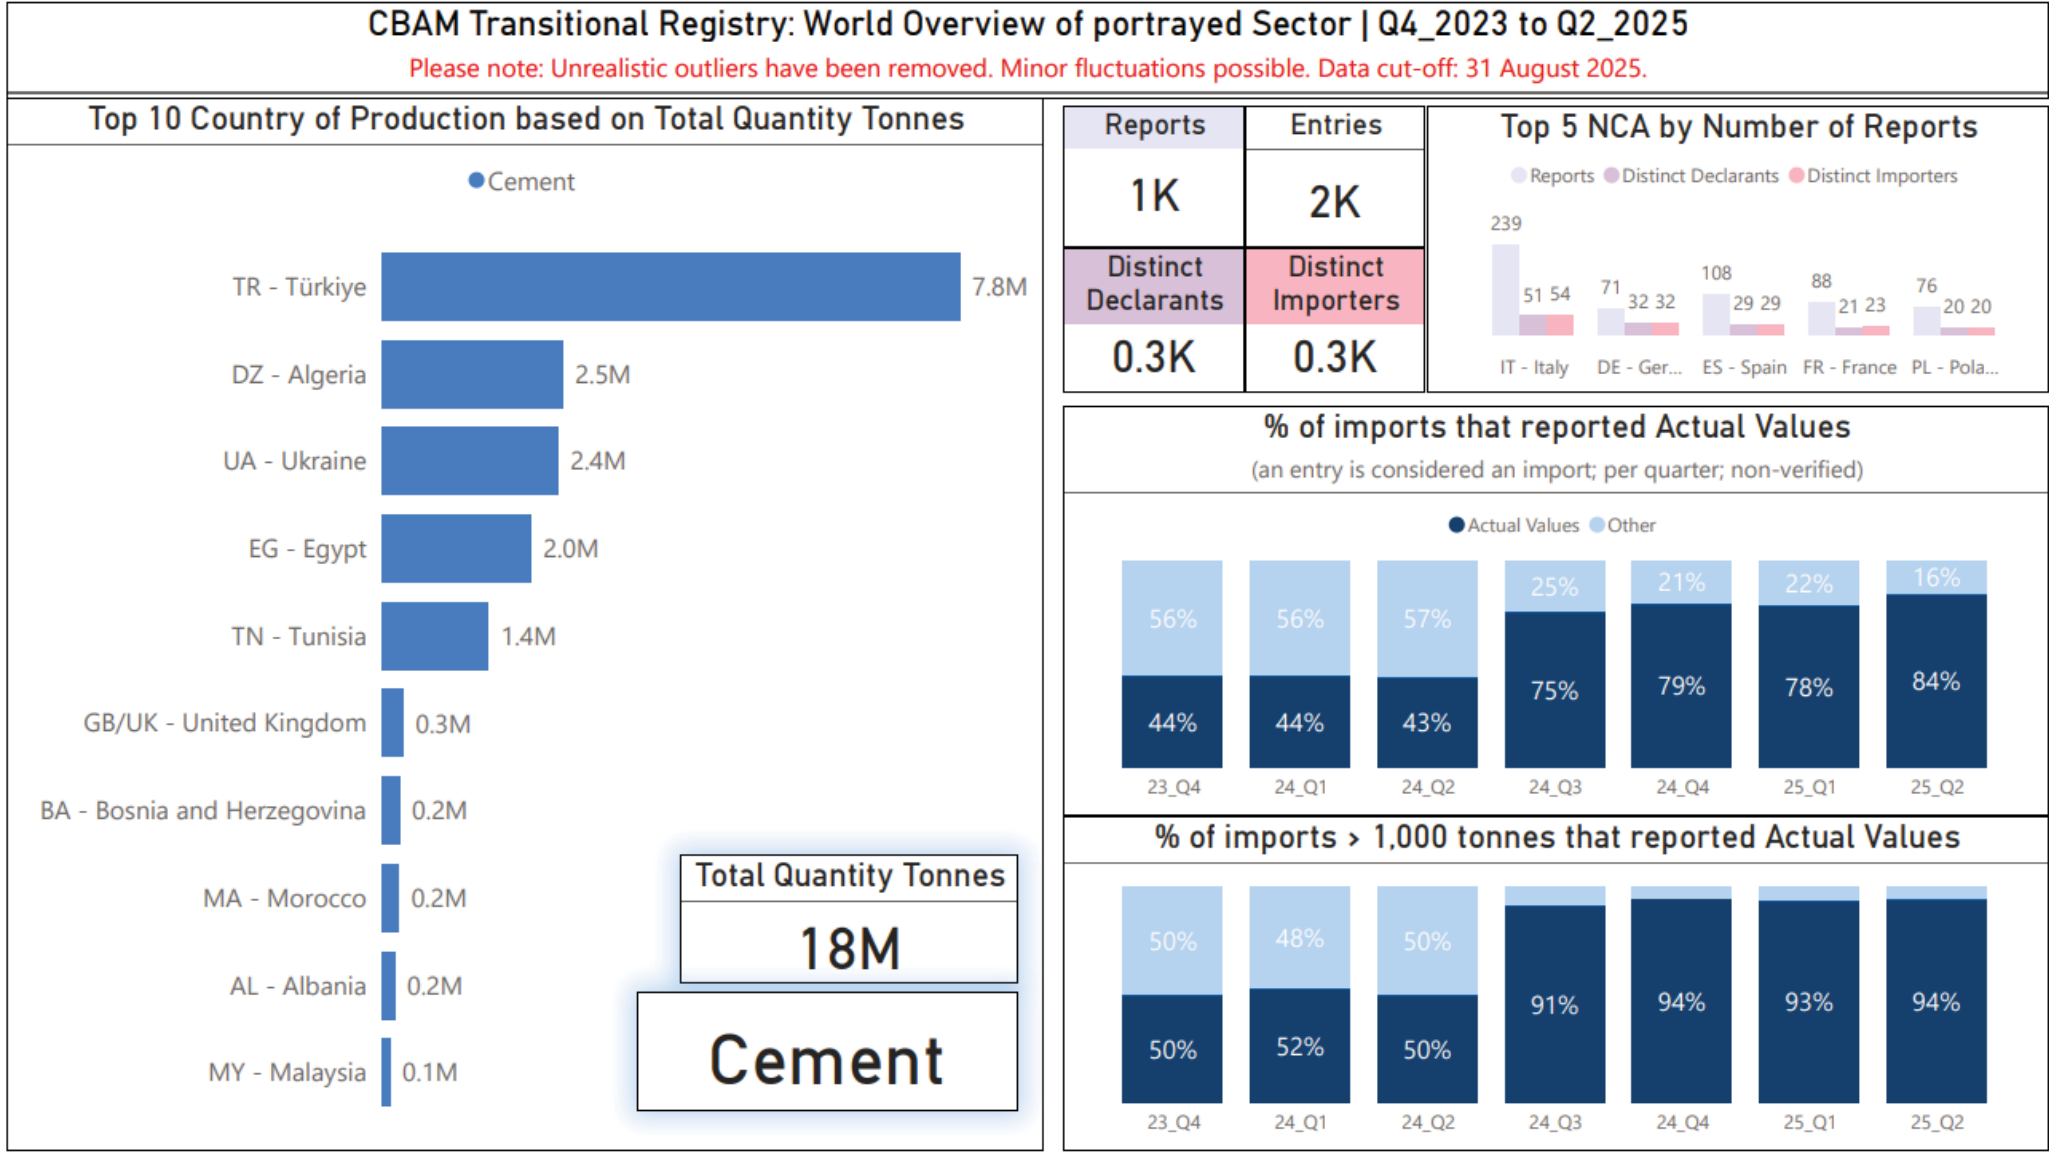 CBAM Transitional Registry: World Overview of portrayed Sector | Q4_2023 to Q2_2025
Please note: Unrealistic outliers have been removed. Minor fluctuations possible. Data cut-off: 31 August 2025.
Top 10 Country of Production based on Total Quantity Tonnes
Cement
TR - Türkiye 7.8M
DZ - Algeria 2.5M
UA - Ukraine 2.4M
EG - Egypt 2.0M
TN - Tunisia 1.4M
GB/UK - United Kingdom 0.3M
BA - Bosnia and Herzegovina 0.2M
MA - Morocco 0.2M
AL - Albania 0.2M
MY - Malaysia 0.1M
Total Quantity Tonnes
18M
Cement
Reports
1K
Entries
2K
Distinct
Declarants
0.3K
Distinct
Importers
0.3K
Top 5 NCA by Number of Reports
Reports Distinct Declarants Distinct Importers
239 51 54 71 32 32 108 29 29 88 21 23 76 20 20
IT - Italy DE - Ger... ES - Spain FR - France PL - Pola...
% of imports that reported Actual Values
(an entry is considered an import; per quarter; non-verified)
Actual Values Other
56% 56% 57% 25% 21% 22% 16%
44% 44% 43% 75% 79% 78% 84%
23_Q4 24_Q1 24_Q2 24_Q3 24_Q4 25_Q1 25_Q2
% of imports > 1,000 tonnes that reported Actual Values
50% 48% 50%
50% 52% 50% 91% 94% 93% 94%
23_Q4 24_Q1 24_Q2 24_Q3 24_Q4 25_Q1 25_Q2